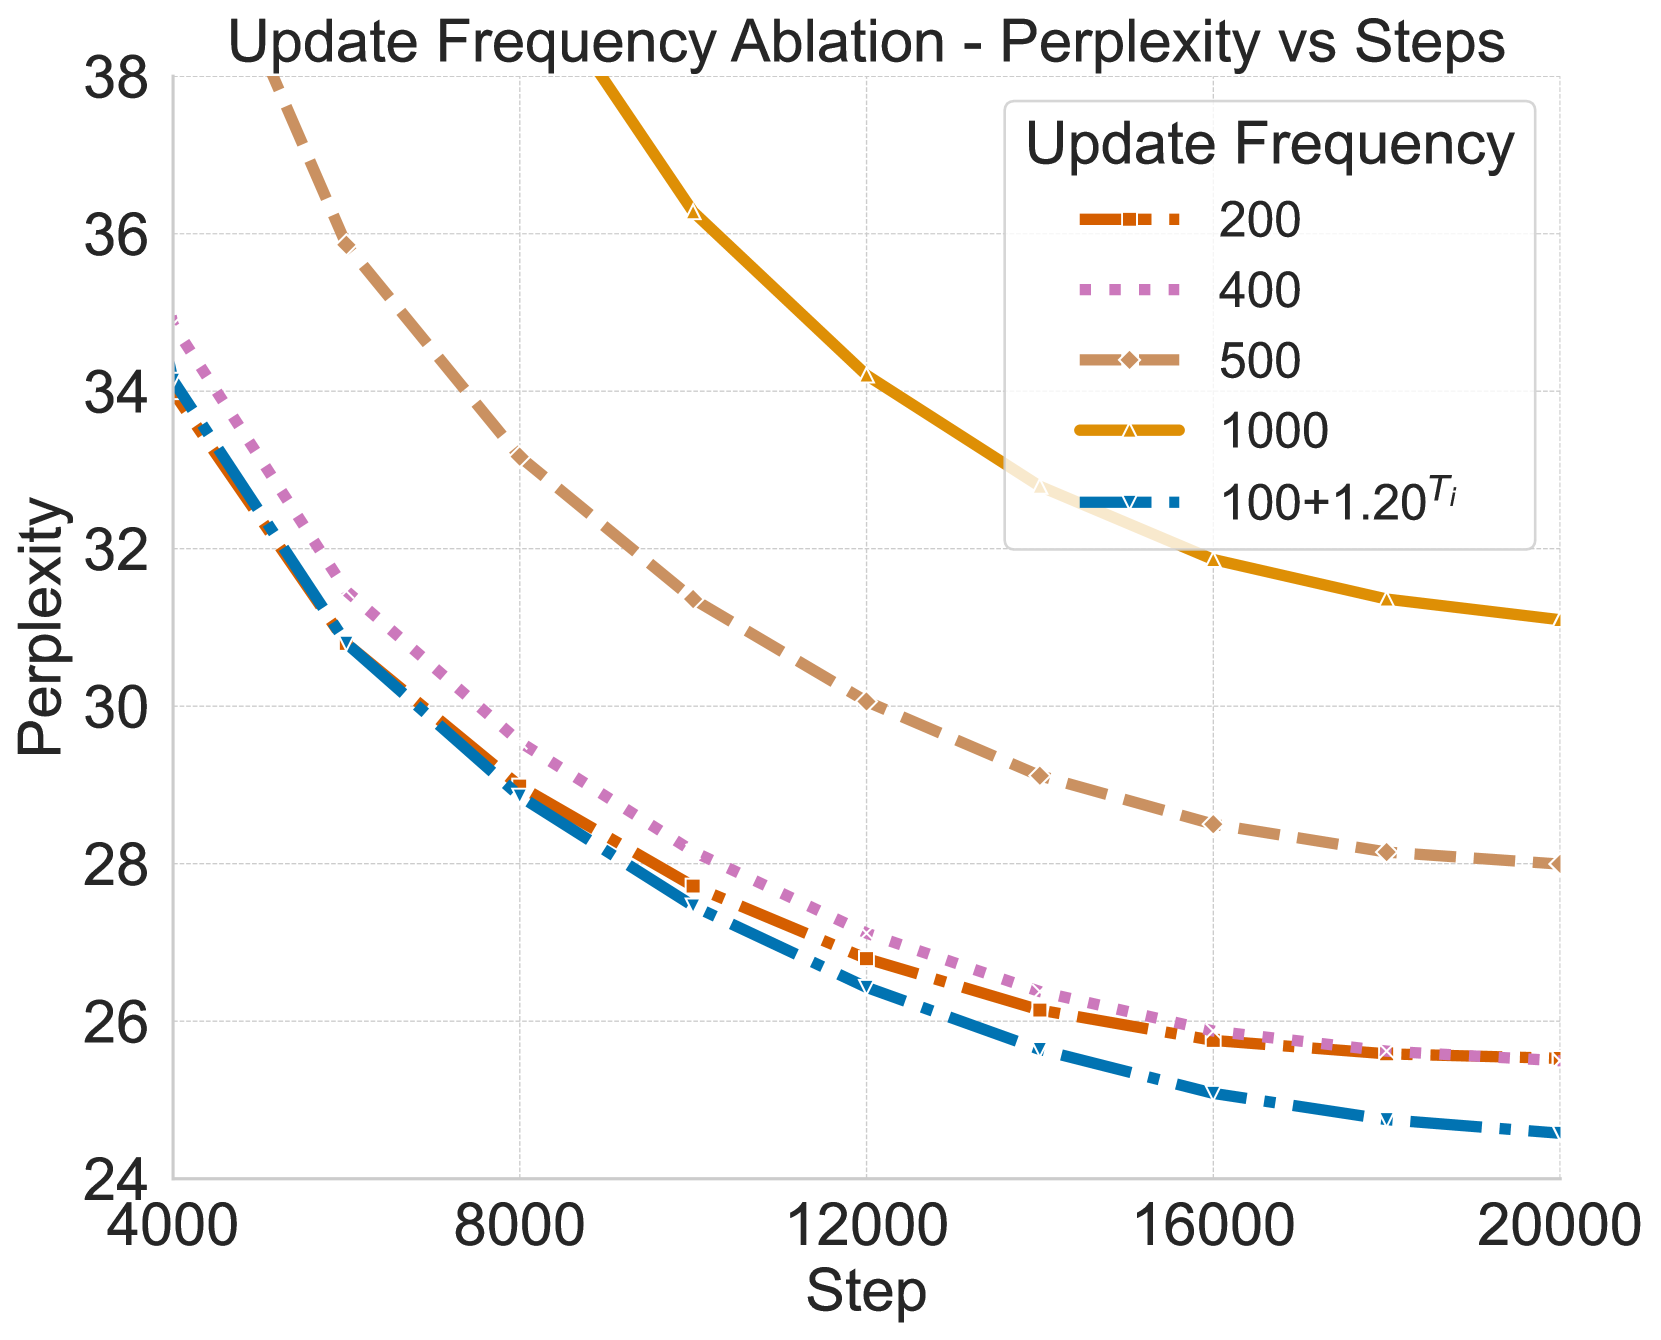 Update Frequency Ablation - Perplexity vs Steps
38
36
34
32
30
28
26
24
Perplexity
4000 8000 12000 16000 20000
Step
Update Frequency
200
400
500
1000
100+1.20^{T_i}